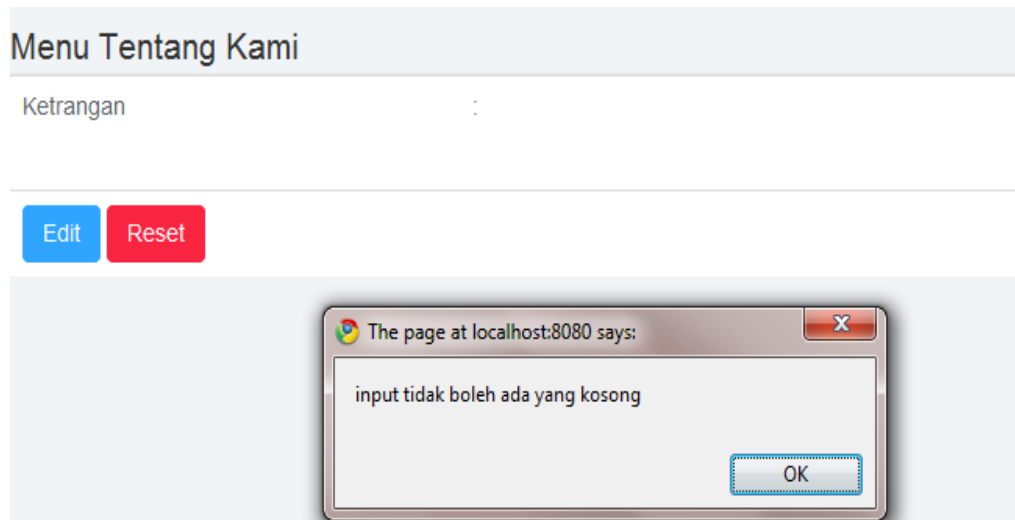 Menu Tentang Kami
Ketrangan :
Edit Reset
The page at localhost:8080 says:
input tidak boleh ada yang kosong
OK